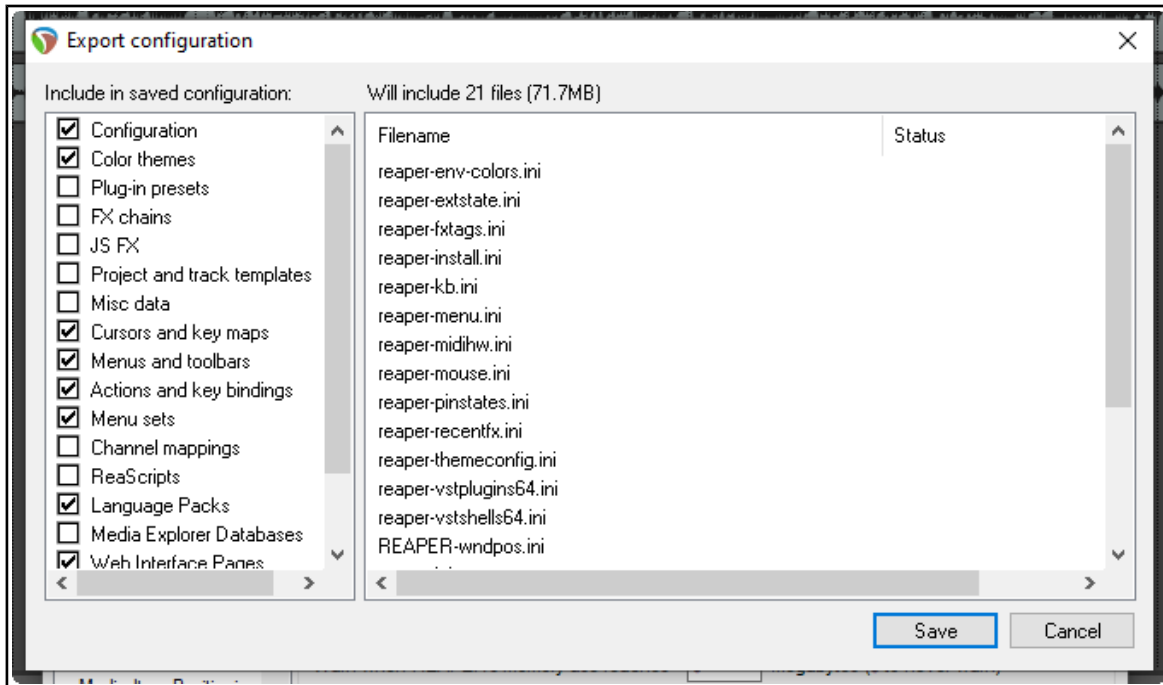 Export configuration
Include in saved configuration:
Will include 21 files (71.7MB)
Configuration
Color themes
Plug-in presets
FX chains
JS FX
Project and track templates
Misc data
Cursors and key maps
Menus and toolbars
Actions and key bindings
Menu sets
Channel mappings
ReaScripts
Language Packs
Media Explorer Databases
Web Interface Pages
Filename Status
reaper-env-colors.ini
reaper-extstate.ini
reaper-fxtags.ini
reaper-install.ini
reaper-kb.ini
reaper-menu.ini
reaper-midihw.ini
reaper-mouse.ini
reaper-pinstates.ini
reaper-recentfx.ini
reaper-themeconfig.ini
reaper-vstplugins64.ini
reaper-vstshells64.ini
REAPER-wndpos.ini
Save Cancel